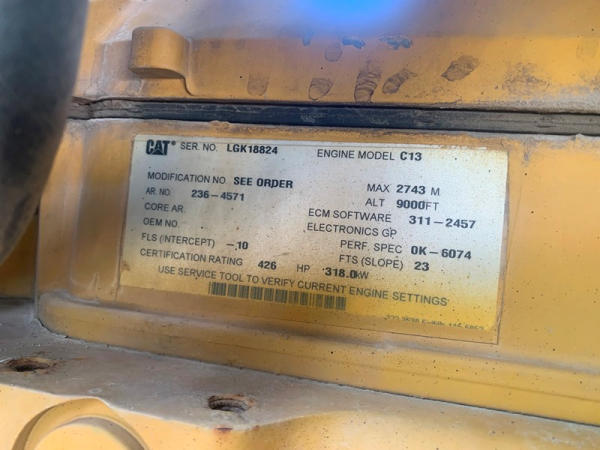 CAT® SER. NO. LGK18824 ENGINE MODEL C13
MODIFICATION NO SEE ORDER MAX 2743 M.
AR. NO. 236-4571 ALT 9000FT
CORE AR. ECM SOFTWARE 311-2457
OEM NO. ELECTRONICS GP
FLS (INTERCEPT) -.10 PERF. SPEC 0K-6074
CERTIFICATION RATING 426 HP 318.0kW FTS (SLOPE) 23
USE SERVICE TOOL TO VERIFY CURRENT ENGINE SETTINGS